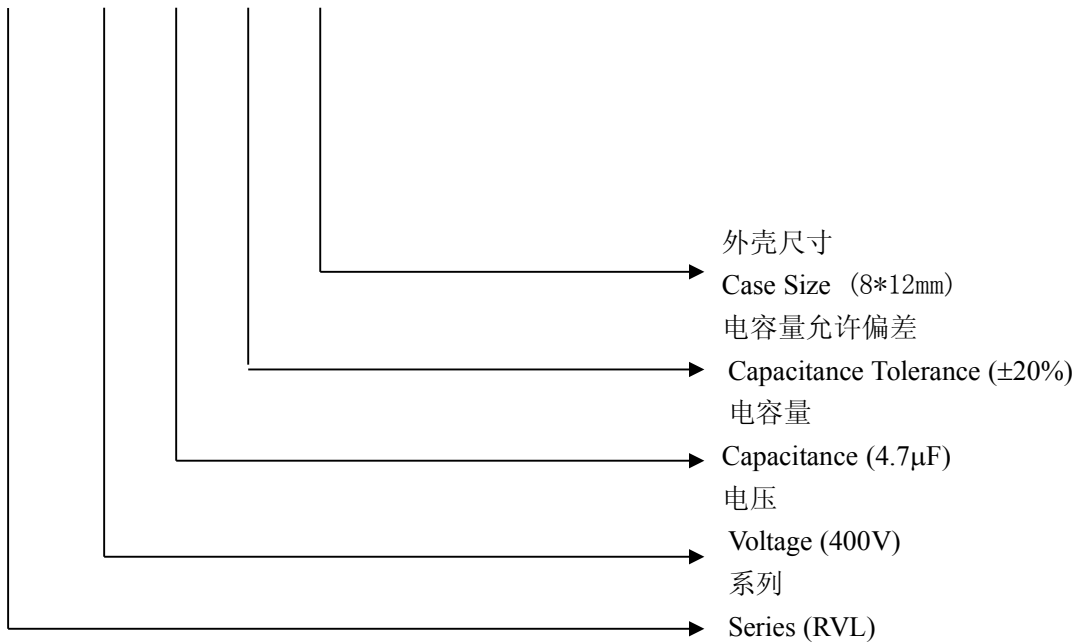 外壳尺寸
Case Size (8*12mm)
电容量允许偏差
Capacitance Tolerance (±20%)
电容量
Capacitance (4.7μF)
电压
Voltage (400V)
系列
Series (RVL)